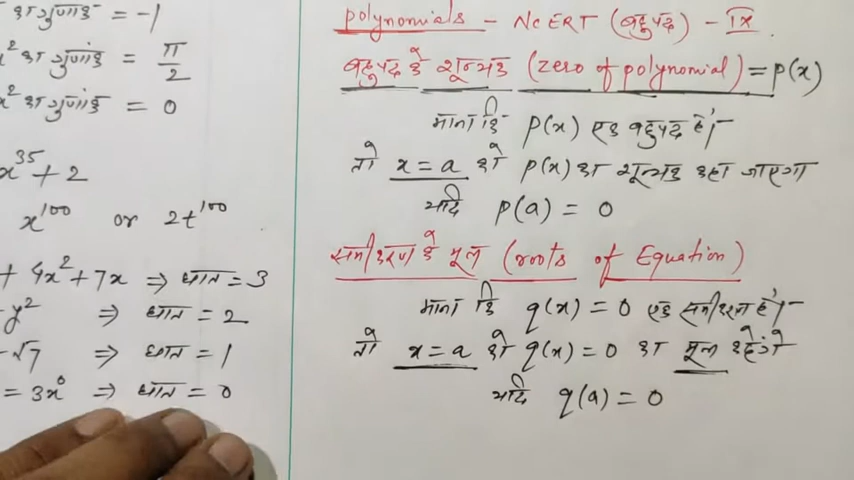 का गुणांक = -1
x² का गुणांक = π/2
x² का गुणांक = 0
x³⁵ + 2
x¹⁰⁰ or 2t¹⁰⁰
+ 4x² + 7x ⇒ घात = 3
-y² ⇒ घात = 2
-√7 ⇒ घात = 1
= 3x⁰ ⇒ घात = 0
polynomials - NCERT (बहुपद) - IX
बहुपद के शून्यक (zero of polynomial) = p(x)
माना कि p(x) एक बहुपद है।-
तो x = a को p(x) का शून्यक कहा जाएगा
यदि p(a) = 0
समीकरण के मूल (roots of Equation)
माना कि q(x) = 0 एक समीकरण है।-
तो x = a को q(x) = 0 का मूल कहेंगे
यदि q(a) = 0